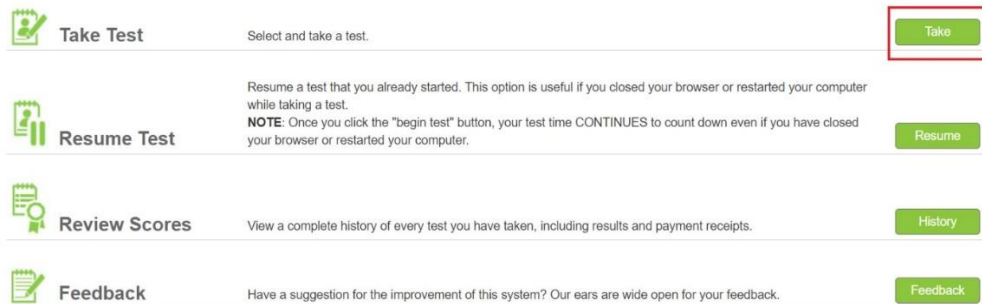 Take Test
Select and take a test.
Take
Resume Test
Resume a test that you already started. This option is useful if you closed your browser or restarted your computer
while taking a test.
NOTE: Once you click the "begin test" button, your test time CONTINUES to count down even if you have closed
your browser or restarted your computer.
Resume
Review Scores
View a complete history of every test you have taken, including results and payment receipts.
History
Feedback
Have a suggestion for the improvement of this system? Our ears are wide open for your feedback.
Feedback